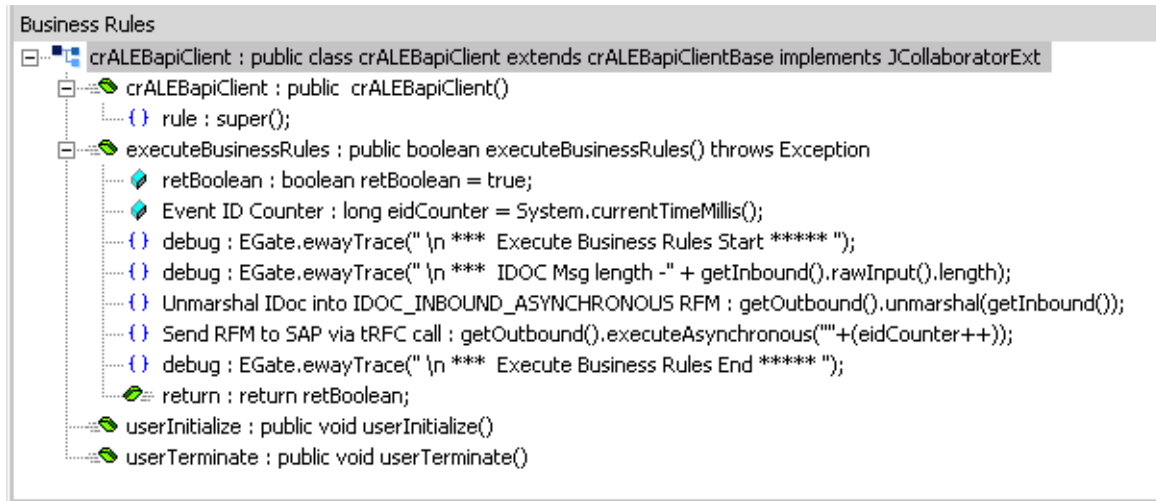 Business Rules
crALEBapiClient : public class crALEBapiClient extends crALEBapiClientBase implements JCollaboratorExt
crALEBapiClient : public  crALEBapiClient()
{ } rule : super();
executeBusinessRules : public boolean executeBusinessRules() throws Exception
retBoolean : boolean retBoolean = true;
Event ID Counter : long eidCounter = System.currentTimeMillis();
{ } debug : EGate.ewayTrace(" \n ***  Execute Business Rules Start ***** ");
{ } debug : EGate.ewayTrace(" \n ***  IDOC Msg length -" + getInbound().rawInput().length);
{ } Unmarshal IDoc into IDOC_INBOUND_ASYNCHRONOUS RFM : getOutbound().unmarshal(getInbound());
{ } Send RFM to SAP via tRFC call : getOutbound().executeAsynchronous(""+(eidCounter++));
{ } debug : EGate.ewayTrace(" \n ***  Execute Business Rules End ***** ");
return : return retBoolean;
userInitialize : public void userInitialize()
userTerminate : public void userTerminate()